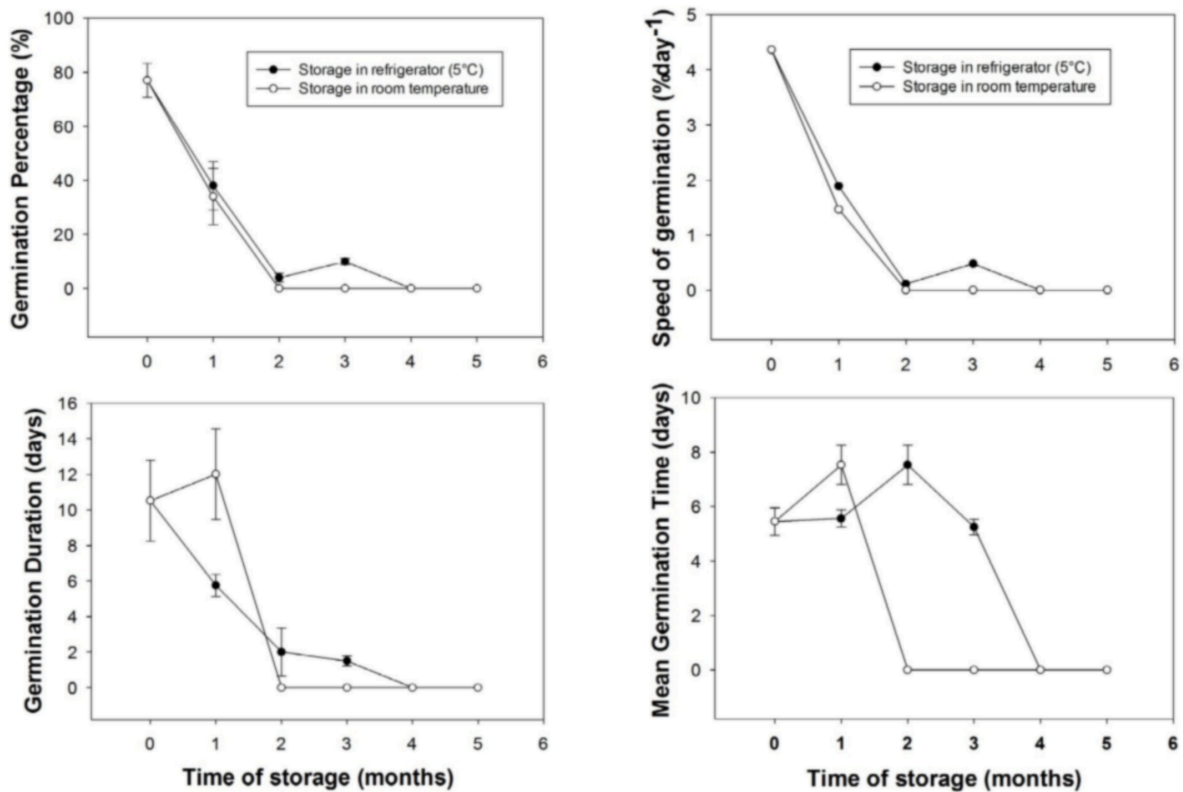 Germination Percentage (%)
100
80
60
40
20
0
0 1 2 3 4 5 6
Storage in refrigerator (5°C)
Storage in room temperature
Speed of germination (%day-1)
5
4
3
2
1
0
0 1 2 3 4 5 6
Storage in refrigerator (5°C)
Storage in room temperature
Germination Duration (days)
16
14
12
10
8
6
4
2
0
0 1 2 3 4 5 6
Time of storage (months)
Mean Germination Time (days)
10
8
6
4
2
0
0 1 2 3 4 5 6
Time of storage (months)